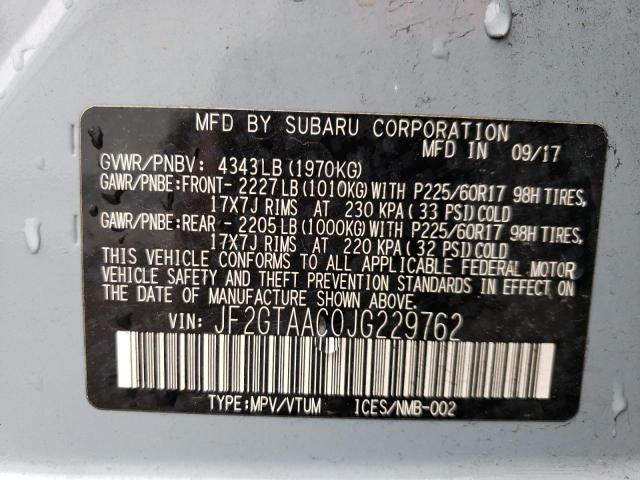 MFD BY SUBARU CORPORATION
MFD IN 09/17
GVWR/PNBV: 4343LB (1970KG)
GAWR/PNBE:FRONT- 2227LB (1010KG) WITH P225/60R17 98H TIRES,
17X7J RIMS AT 230 KPA (33 PSI) COLD
GAWR/PNBE:REAR - 2205LB (1000KG) WITH P225/60R17 98H TIRES,
17X7J RIMS AT 220 KPA (32 PSI) COLD
THIS VEHICLE CONFORMS TO ALL APPLICABLE FEDERAL MOTOR
VEHICLE SAFETY AND THEFT PREVENTION STANDARDS IN EFFECT ON
THE DATE OF MANUFACTURE SHOWN ABOVE.
VIN: JF2GTAAC0JG229762
TYPE:MPV/VTUM ICES/NMB-002